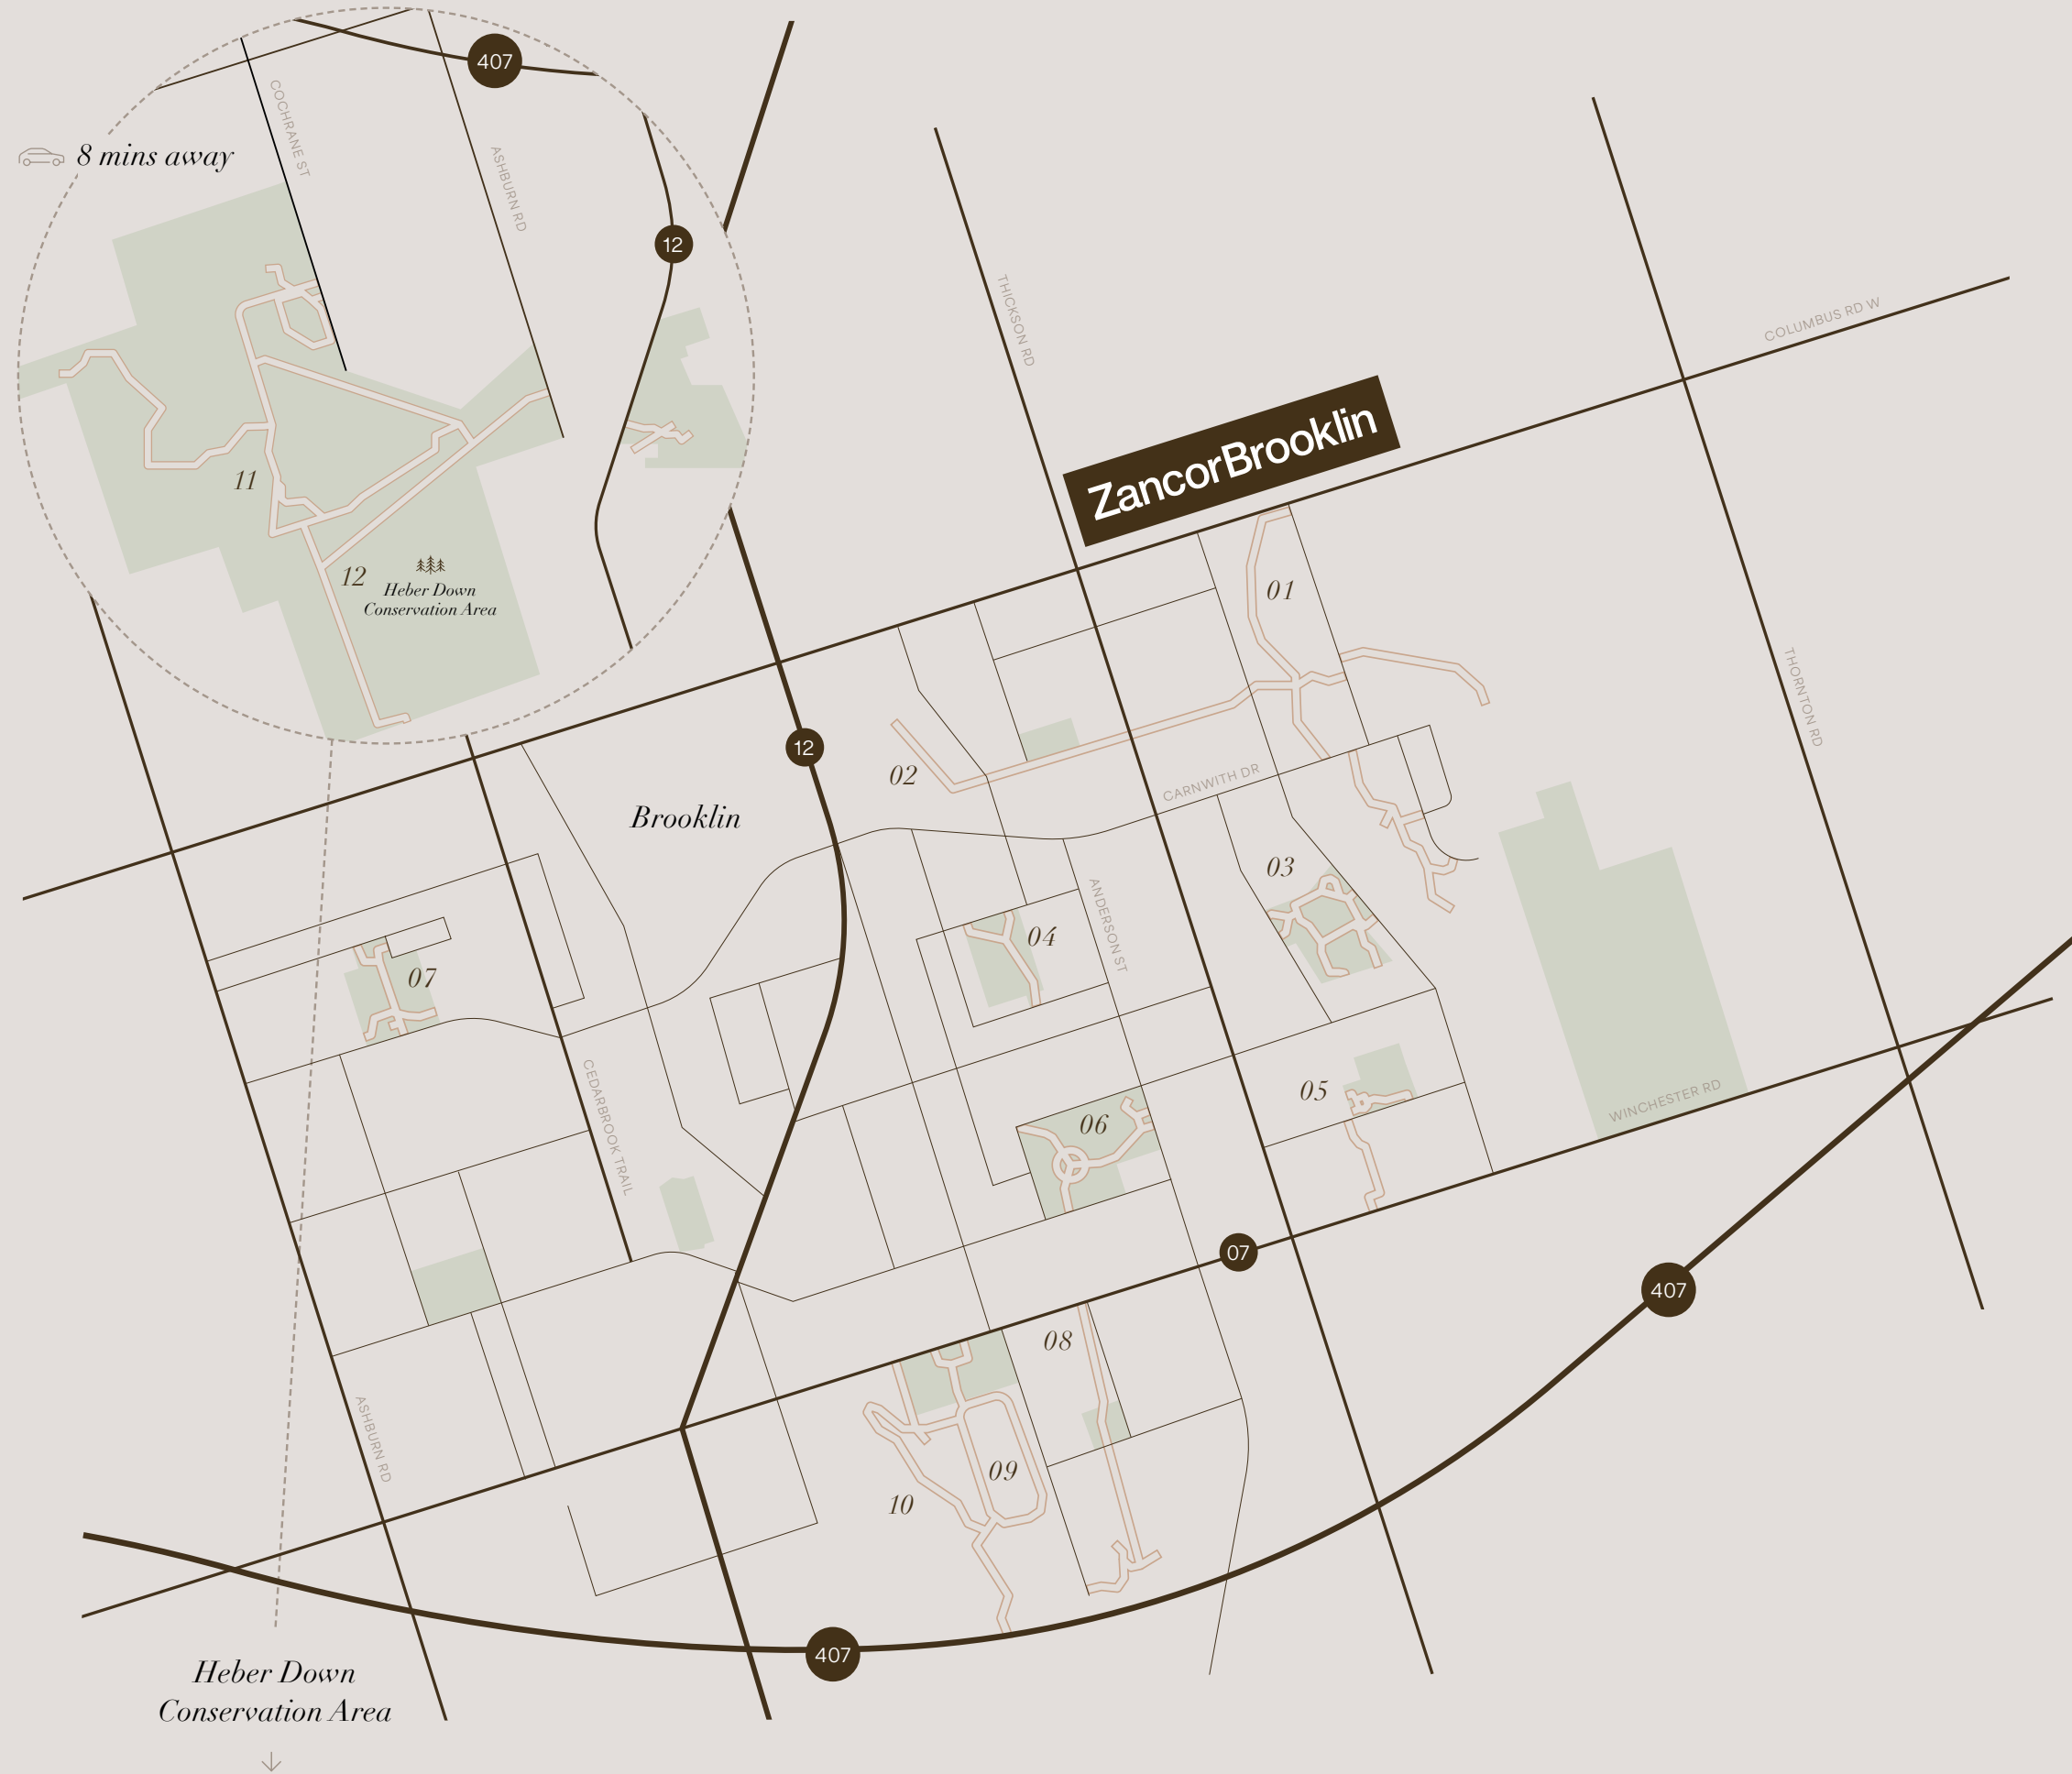 407
COCHRANE ST
ASHBURN RD
8 mins away
12
11
12
Heber Down
Conservation Area
THICKSON RD
COLUMBUS RD W
ZancorBrooklin
01
THORNTON RD
12
02
Brooklin
CARNWITH DR
03
ANDERSON ST
04
07
CEDARBROOK TRAIL
05
WINCHESTER RD
06
07
407
08
ASHBURN RD
09
10
407
Heber Down
Conservation Area